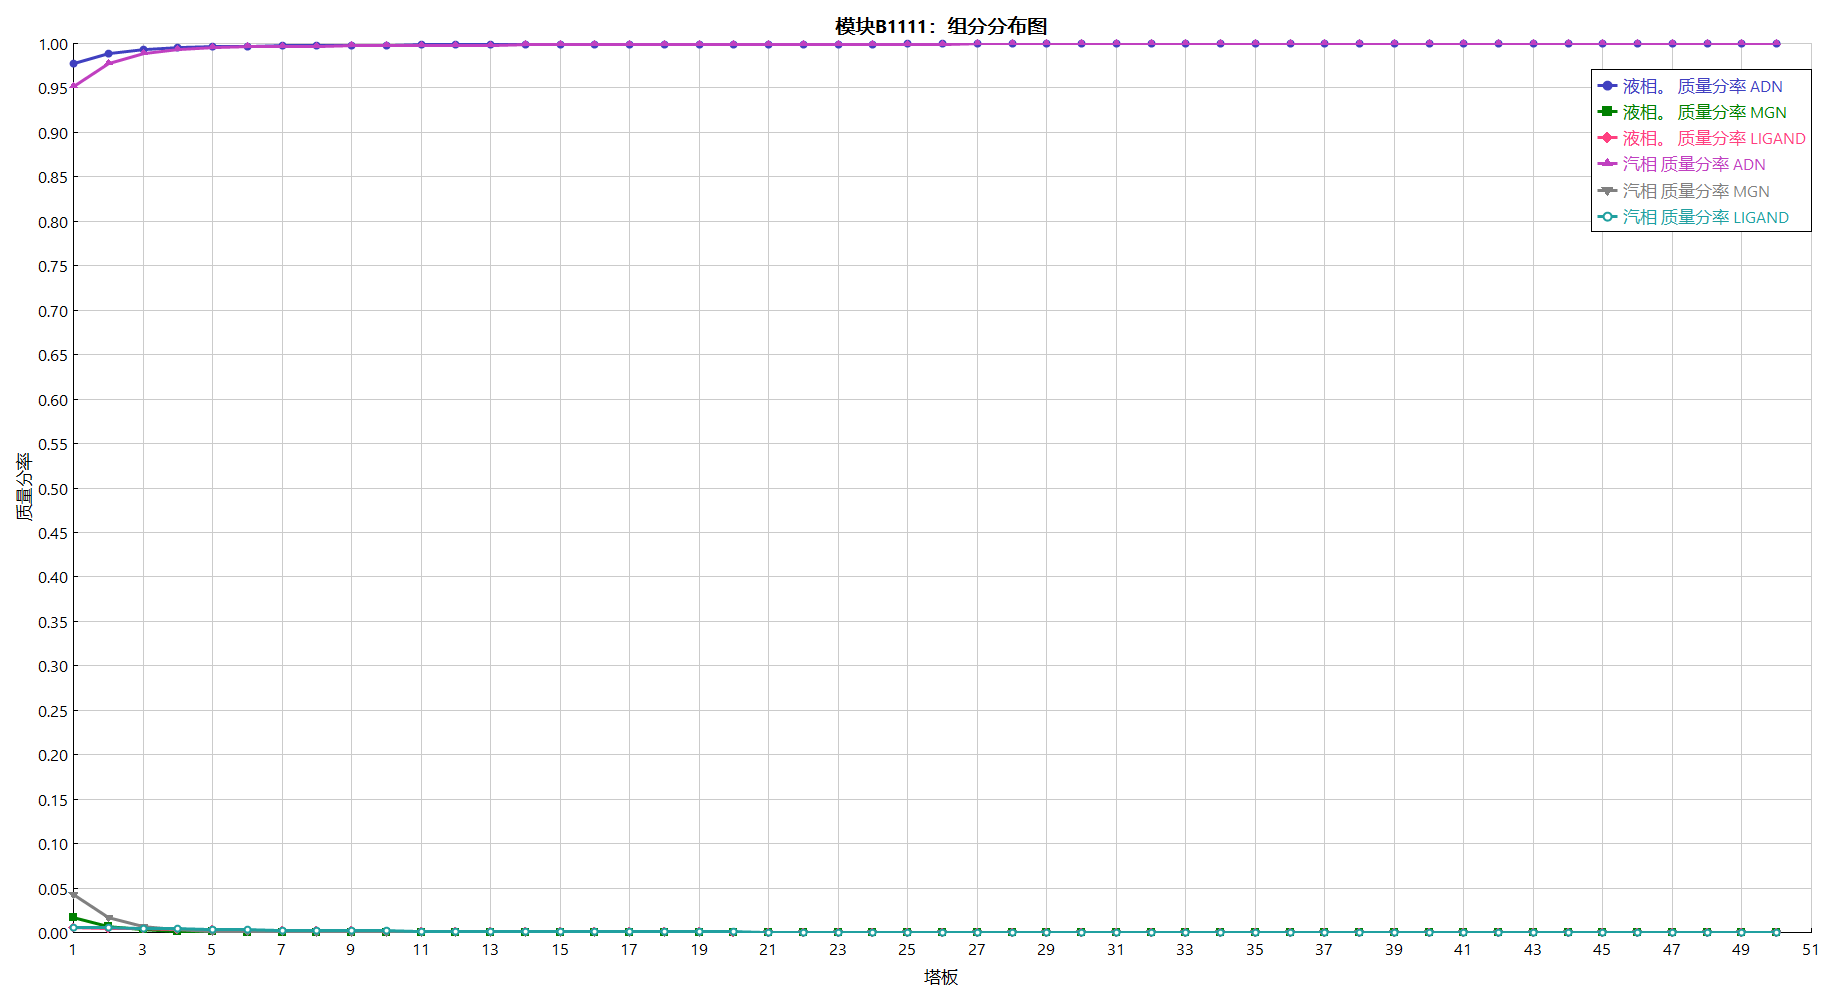 模块B1111：组分分布图
1.00
0.95
0.90
0.85
0.80
0.75
0.70
0.65
0.60
0.55
0.50
0.45
0.40
0.35
0.30
0.25
0.20
0.15
0.10
0.05
0.00
质量分率
液相。 质量分率 ADN
液相。 质量分率 MGN
液相。 质量分率 LIGAND
汽相 质量分率 ADN
汽相 质量分率 MGN
汽相 质量分率 LIGAND
1 3 5 7 9 11 13 15 17 19 21 23 25 27 29 31 33 35 37 39 41 43 45 47 49 51
塔板